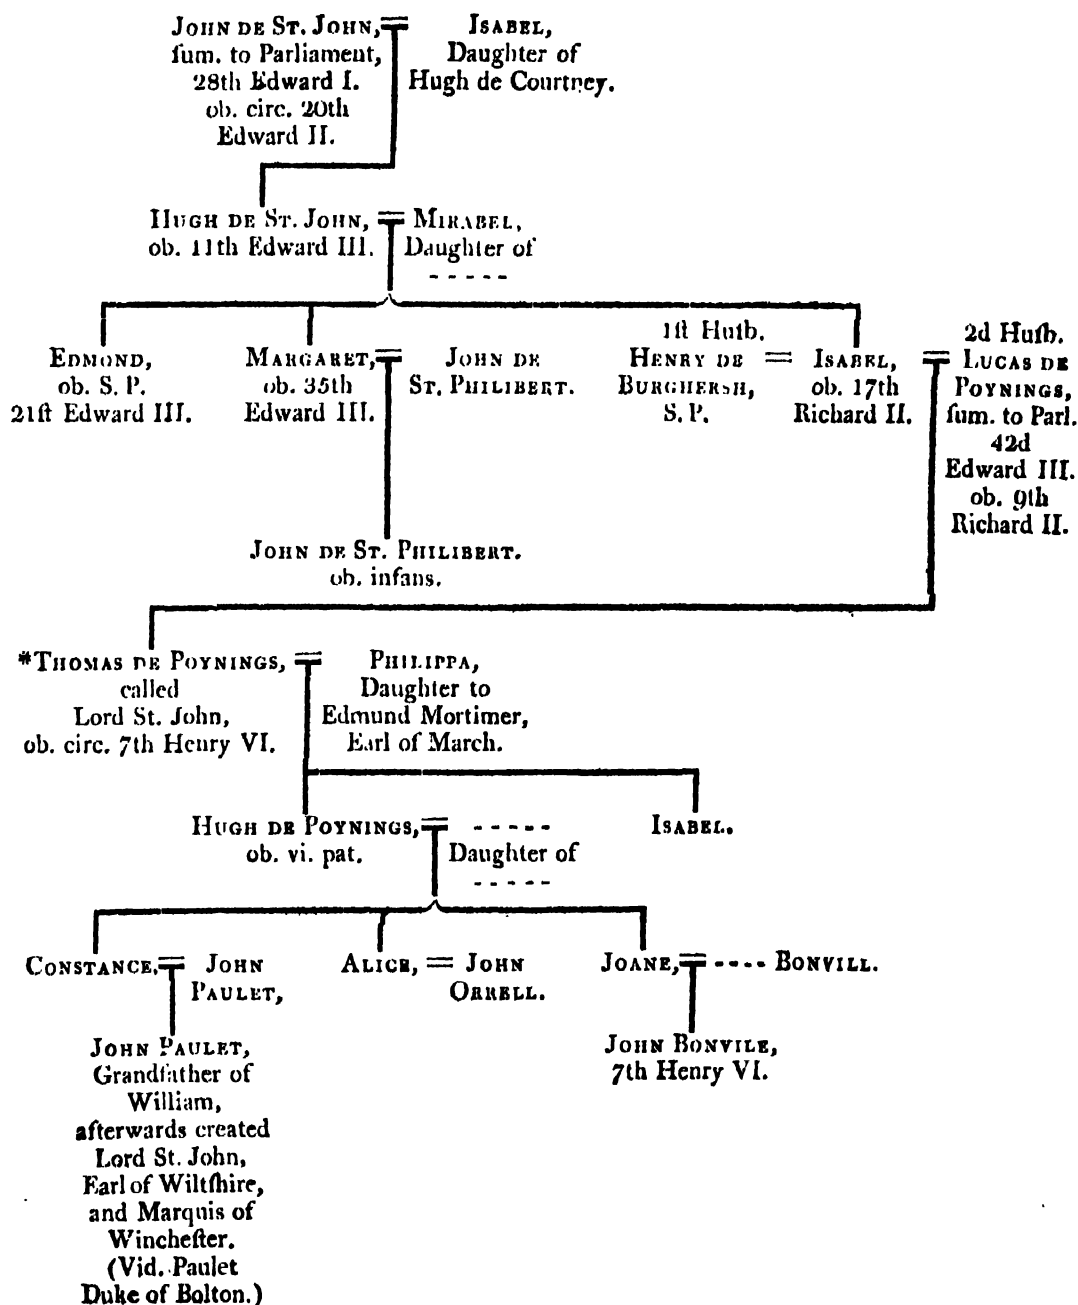 JOHN DE ST. JOHN,
ſum. to Parliament,
28th Edward I.
ob. circ. 20th
Edward II.
ISABEL,
Daughter of
Hugh de Courtney.
HUGH DE ST. JOHN,
ob. 11th Edward III.
MIRABEL,
Daughter of
- - - - -
EDMOND,
ob. S. P.
21ſt Edward III.
MARGARET,
ob. 35th
Edward III.
JOHN DE
ST. PHILIBERT.
1ſt Huſb.
HENRY DE
BURGHERSH,
S. P.
ISABEL,
ob. 17th
Richard II.
2d Huſb.
LUCAS DE
POYNINGS,
ſum. to Parl.
42d
Edward III.
ob. 9th
Richard II.
JOHN DE ST. PHILIBERT.
ob. infans.
*THOMAS DE POYNINGS,
called
Lord St. John,
ob. circ. 7th Henry VI.
PHILIPPA,
Daughter to
Edmund Mortimer,
Earl of March.
HUGH DE POYNINGS,
ob. vi. pat.
- - - - -
Daughter of
- - - - -
ISABEL.
CONSTANCE,
JOHN
PAULET,
ALICE, = JOHN
ORRELL.
JOANE,
- - - - BONVILL.
JOHN PAULET,
Grandfather of
William,
afterwards created
Lord St. John,
Earl of Wiltſhire,
and Marquis of
Wincheſter.
(Vid. Paulet
Duke of Bolton.)
JOHN BONVILE,
7th Henry VI.